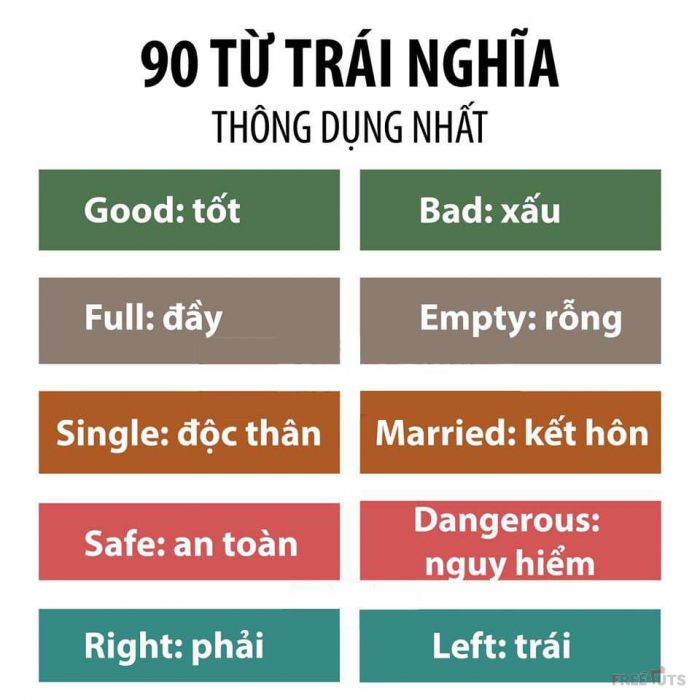 90 TỪ TRÁI NGHĨA
THÔNG DỤNG NHẤT
Good: tốt
Bad: xấu
Full: đầy
Empty: rỗng
Single: độc thân
Married: kết hôn
Safe: an toàn
Dangerous:
nguy hiểm
Right: phải
Left: trái
FREETUTS